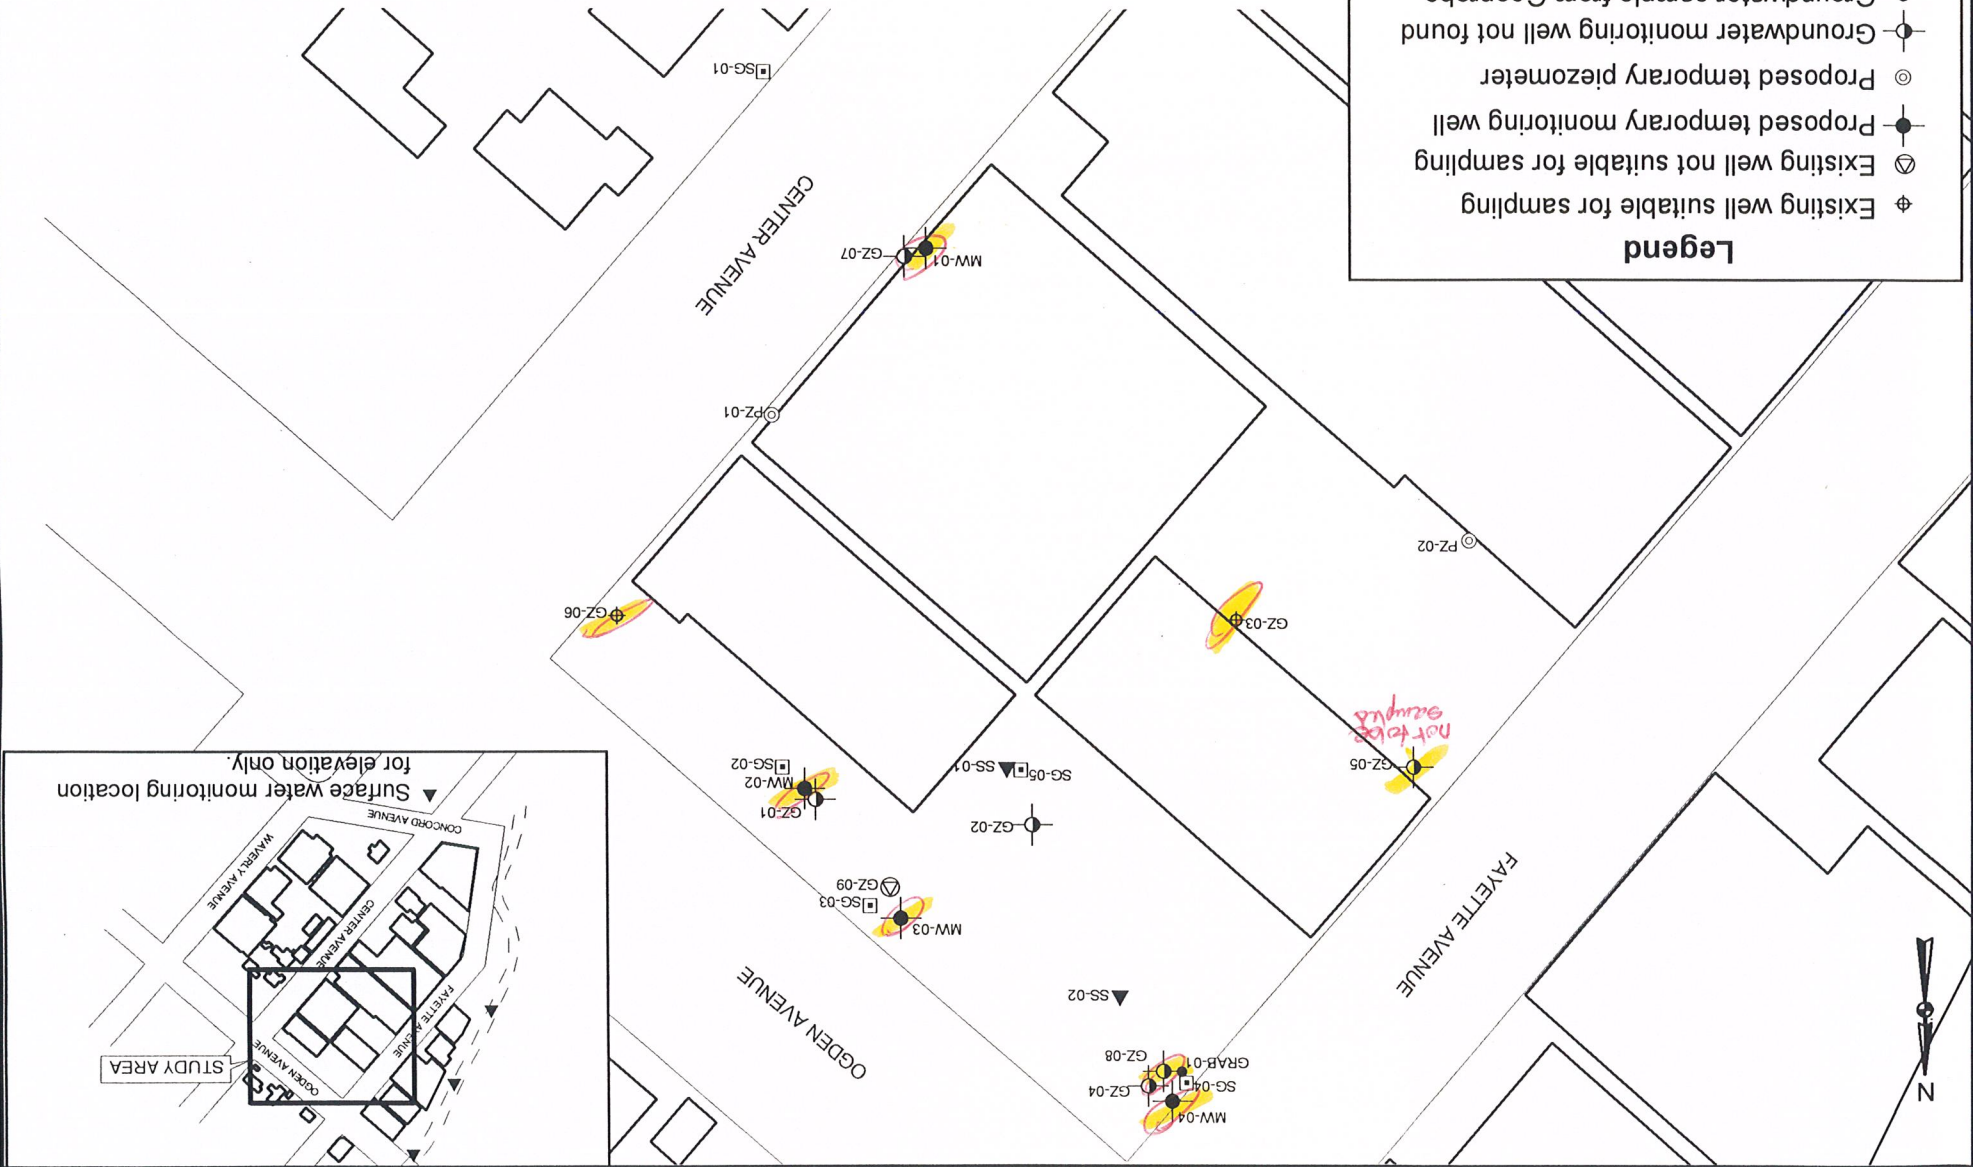 N
MW-04
SG-04
GRAB-01
GZ-04
GZ-08
SS-02
OGDEN AVENUE
FAYETTE AVENUE
MW-03
SG-03
GZ-09
GZ-02
GZ-01
MW-02
SG-02
SG-05
SS-01
GZ-05
not to be
sampled
GZ-03
GZ-06
PZ-02
PZ-01
MW-01
GZ-07
CENTER AVENUE
SG-01
STUDY AREA
OGDEN AVENUE
FAYETTE AVENUE
CENTER AVENUE
WAVERLY AVENUE
CONCORD AVENUE
Surface water monitoring location
for elevation only.
Legend
Existing well suitable for sampling
Existing well not suitable for sampling
Proposed temporary monitoring well
Proposed temporary piezometer
Groundwater monitoring well not found
Groundwater sample from Geoprobe